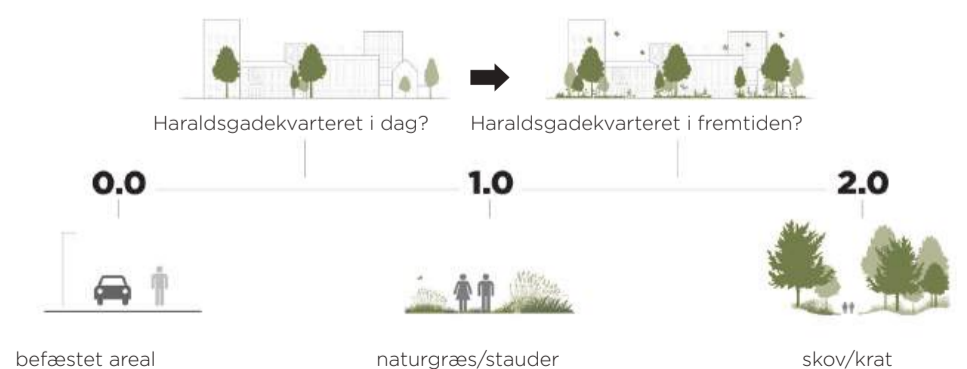 Haraldsgadekvarteret i dag?
Haraldsgadekvarteret i fremtiden?
0.0
1.0
2.0
befæstet areal
naturgræs/stauder
skov/krat